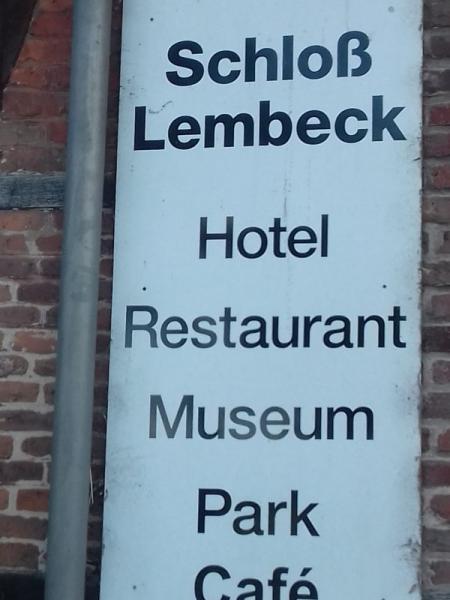 Schloß
Lembeck
Hotel
Restaurant
Museum
Park
Café